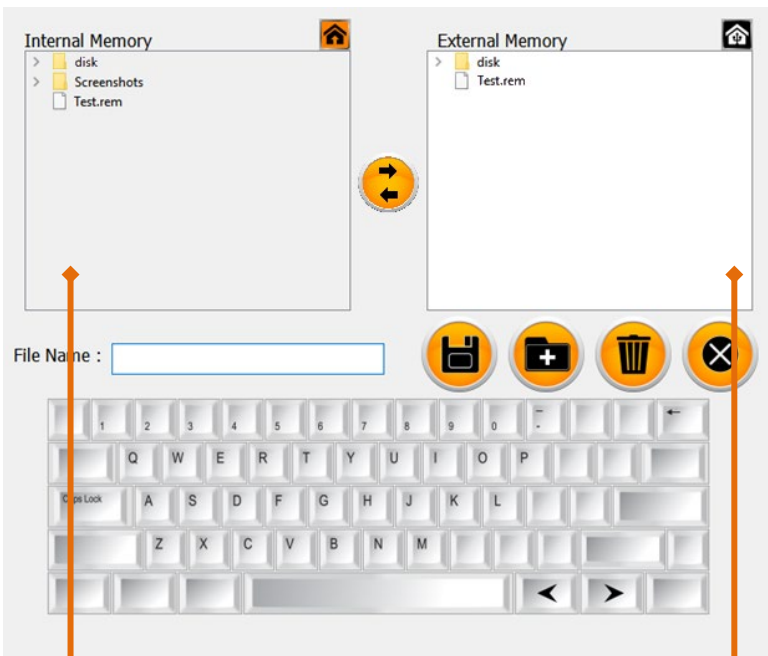 Internal Memory
External Memory
disk
Screenshots
Test.rem
disk
Test.rem
File Name :
1 2 3 4 5 6 7 8 9 0 - -
Q W E R T Y U I O P
Caps Lock A S D F G H J K L
Z X C V B N M